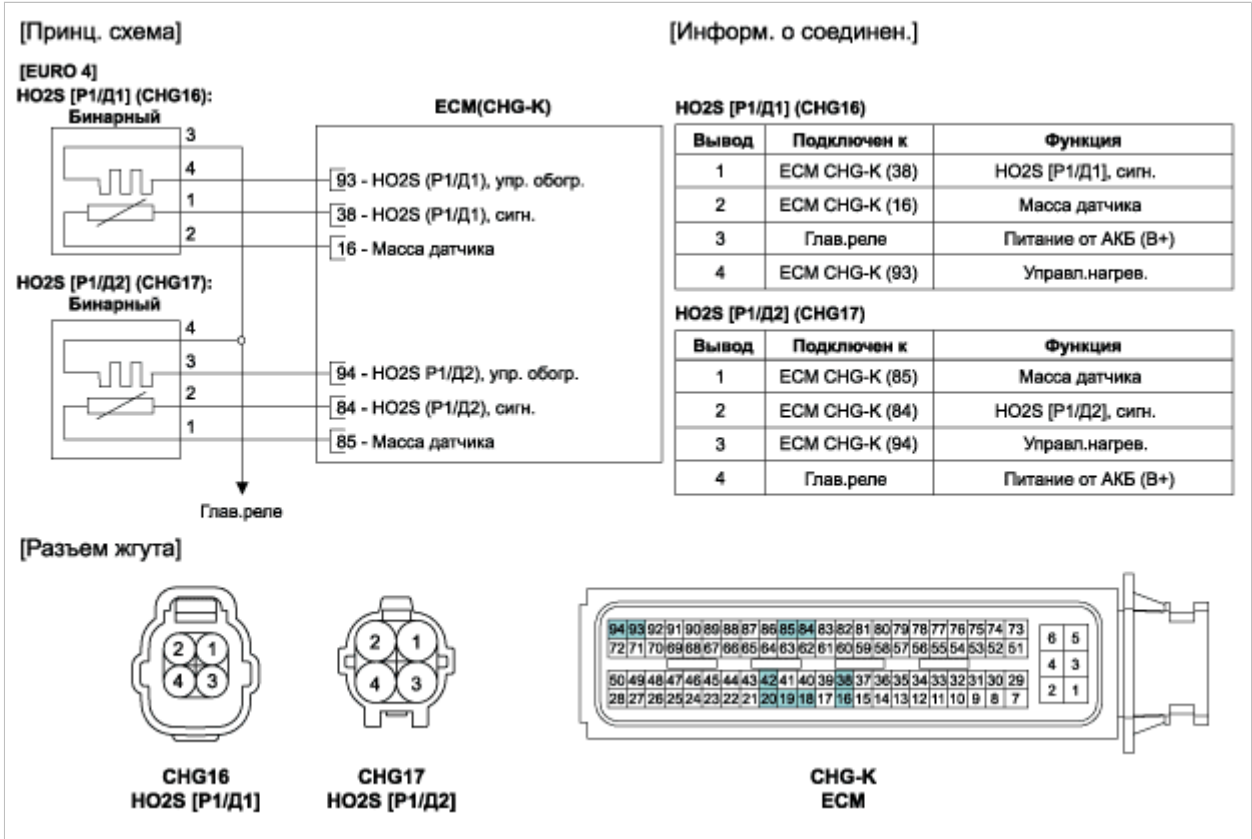 [Принц. схема]
[Информ. о соединен.]
[EURO 4]
HO2S [P1/Д1] (CHG16):
Бинарный
ECM(CHG-K)
3
4
1
2
93 - HO2S (P1/Д1), упр. обогр.
38 - HO2S (P1/Д1), сигн.
16 - Масса датчика
HO2S [P1/Д2] (CHG17):
Бинарный
4
3
2
1
94 - HO2S P1/Д2), упр. обогр.
84 - HO2S (P1/Д2), сигн.
85 - Масса датчика
Глав.реле
HO2S [P1/Д1] (CHG16)
Вывод Подключен к Функция
1 ECM CHG-K (38) HO2S [P1/Д1], сигн.
2 ECM CHG-K (16) Масса датчика
3 Глав.реле Питание от АКБ (B+)
4 ECM CHG-K (93) Управл.нагрев.
HO2S [P1/Д2] (CHG17)
Вывод Подключен к Функция
1 ECM CHG-K (85) Масса датчика
2 ECM CHG-K (84) HO2S [P1/Д2], сигн.
3 ECM CHG-K (94) Управл.нагрев.
4 Глав.реле Питание от АКБ (B+)
[Разъем жгута]
2 1
4 3
CHG16
HO2S [P1/Д1]
2 1
4 3
CHG17
HO2S [P1/Д2]
94 93 92 91 90 89 88 87 86 85 84 83 82 81 80 79 78 77 76 75 74 73
72 71 70 69 68 67 66 65 64 63 62 61 60 59 58 57 56 55 54 53 52 51
50 49 48 47 46 45 44 43 42 41 40 39 38 37 36 35 34 33 32 31 30 29
28 27 26 25 24 23 22 21 20 19 18 17 16 15 14 13 12 11 10 9 8 7
6 5
4 3
2 1
CHG-K
ECM